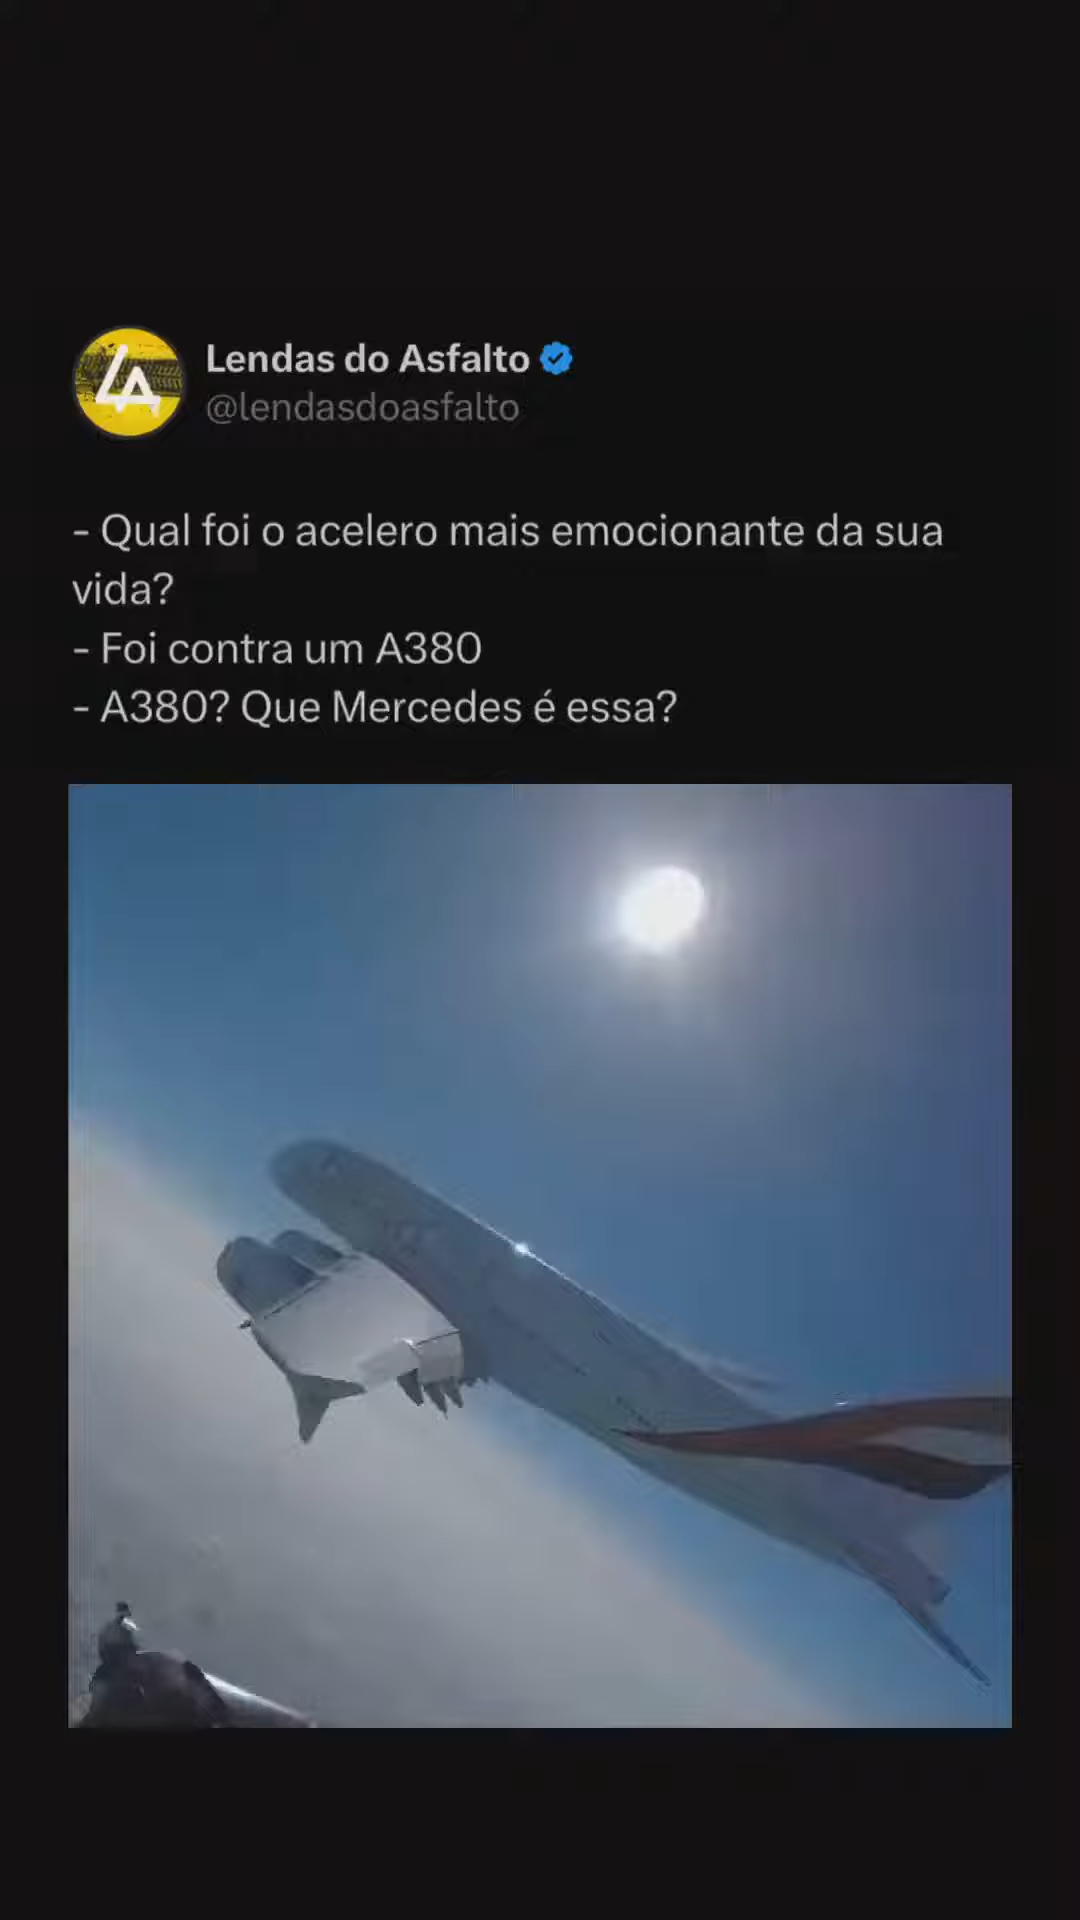 LA
Lendas do Asfalto
@lendasdoasfalto
- Qual foi o acelero mais emocionante da sua
vida?
- Foi contra um A380
- A380? Que Mercedes é essa?